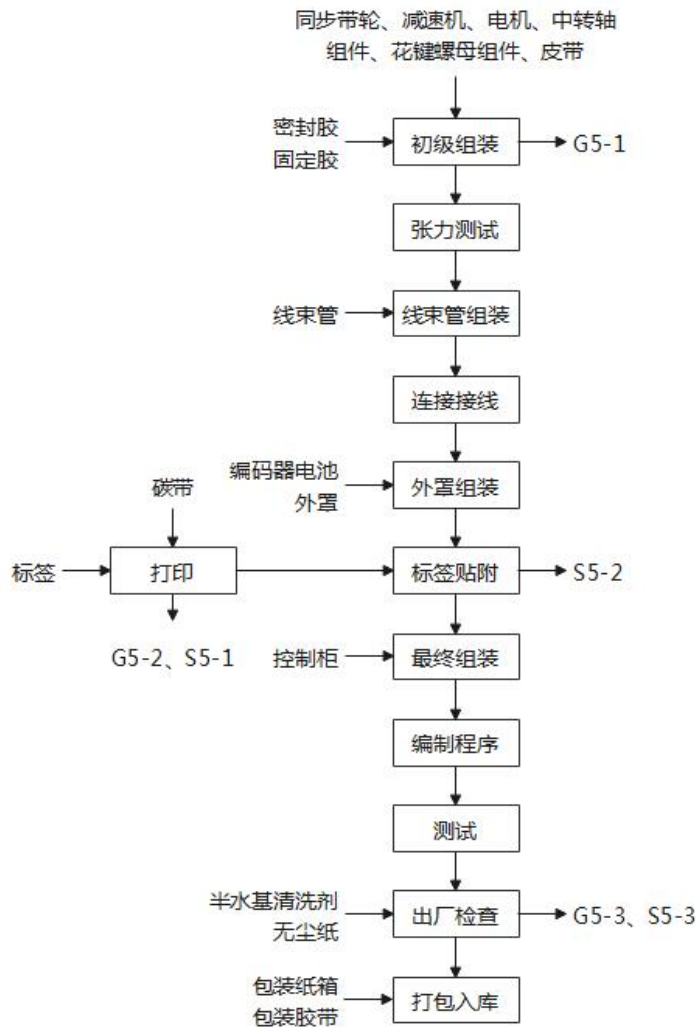 同步带轮、减速机、电机、中转轴
组件、花键螺母组件、皮带
密封胶
固定胶
初级组装
G5-1
张力测试
线束管
线束管组装
连接接线
编码器电池
外罩
外罩组装
碳带
标签
打印
标签贴附
S5-2
G5-2、S5-1
控制柜
最终组装
编制程序
测试
半水基清洗剂
无尘纸
出厂检查
G5-3、S5-3
包装纸箱
包装胶带
打包入库